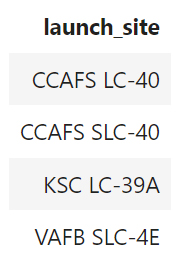 launch_site
CCAFS LC-40
CCAFS SLC-40
KSC LC-39A
VAFB SLC-4E